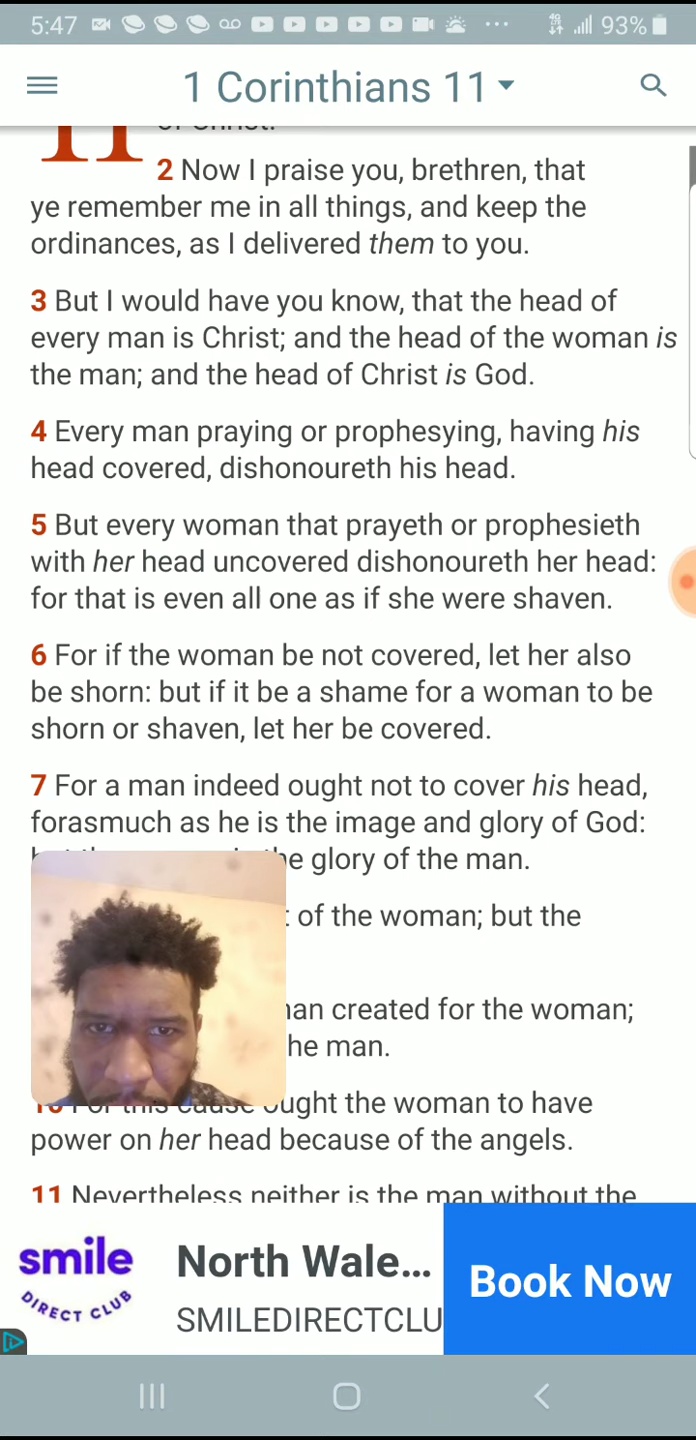 5:47
93%
1 Corinthians 11
of Christ.
2 Now I praise you, brethren, that
ye remember me in all things, and keep the
ordinances, as I delivered them to you.
3 But I would have you know, that the head of
every man is Christ; and the head of the woman is
the man; and the head of Christ is God.
4 Every man praying or prophesying, having his
head covered, dishonoureth his head.
5 But every woman that prayeth or prophesieth
with her head uncovered dishonoureth her head:
for that is even all one as if she were shaven.
6 For if the woman be not covered, let her also
be shorn: but if it be a shame for a woman to be
shorn or shaven, let her be covered.
7 For a man indeed ought not to cover his head,
forasmuch as he is the image and glory of God:
the glory of the man.
of the woman; but the
man created for the woman;
the man.
10 For this cause ought the woman to have
power on her head because of the angels.
11 Nevertheless neither is the man without the
smile
DIRECT CLUB
North Wale...
SMILEDIRECTCLU
Book Now